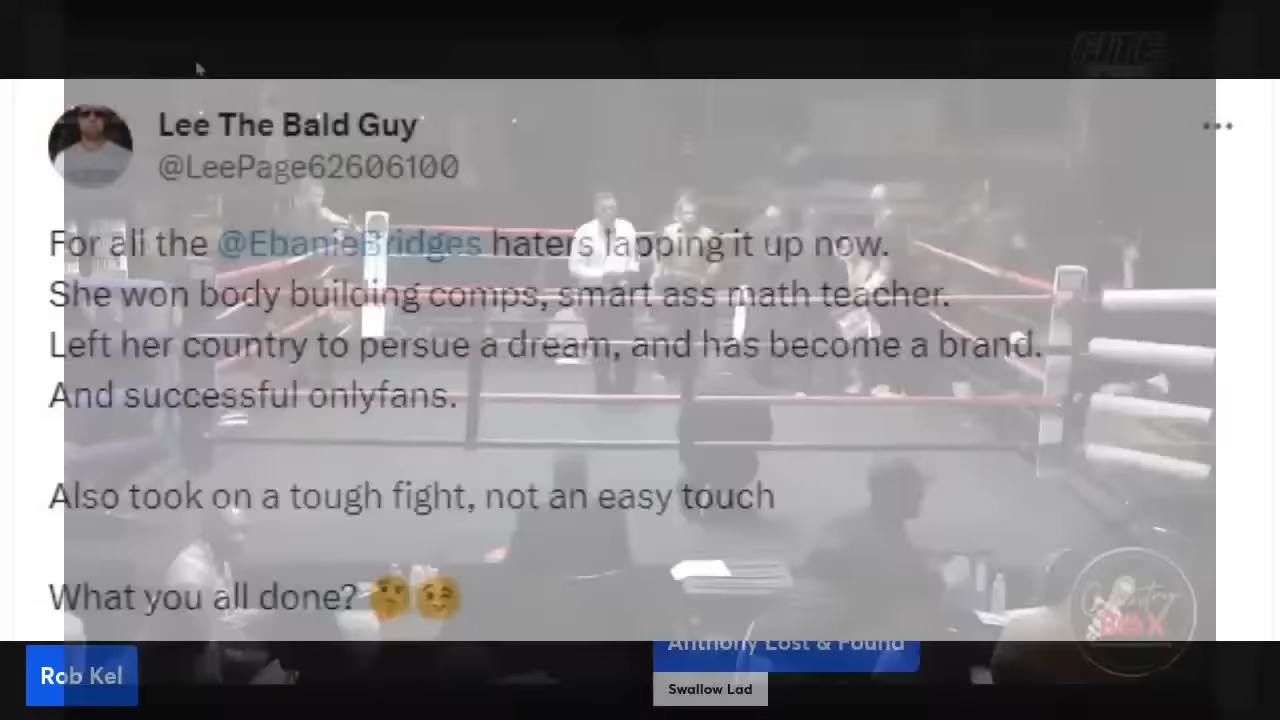 Lee The Bald Guy
@LeePage62606100
For all the @EbanieBridges haters lapping it up now.
She won body building comps, smart ass math teacher.
Left her country to persue a dream, and has become a brand.
And successful onlyfans.
Also took on a tough fight, not an easy touch
What you all done? 🤔🤨
Rob Kel
Anthony Lost & Found
Swallow Lad